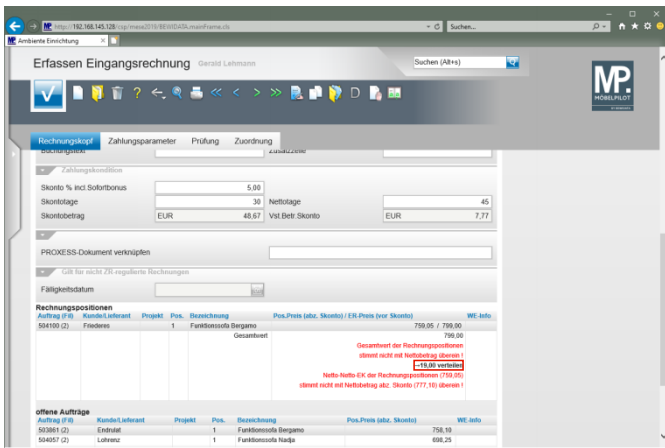 http://192.168.145.128/csp/mesa2019/BEWIDATA.mainFrame.cls
Suchen...
Ambiente Einrichtung
Erfassen Eingangsrechnung Gerald Lehmann
Suchen (Alt+s)
MP.
MÖBELPILOT
Rechnungskopf Zahlungsparameter Prüfung Zuordnung
Buchungstext Zusatzzeile
Zahlungskondition
Skonto % incl.Sofortbonus 5,00
Skontotage 30 Nettotage 45
Skontobetrag EUR 48,67 Vst.Betr.Skonto EUR 7,77
PROXESS-Dokument verknüpfen
Gilt für nicht ZR-regulierte Rechnungen
Fälligkeitsdatum
Rechnungspositionen
Auftrag (Fil) Kunde/Lieferant Projekt Pos. Bezeichnung Pos.Preis (abz. Skonto) / ER-Preis (vor Skonto) WE-Info
504100 (2) Friederes 1 Funktionssofa Bergamo 759,05 / 799,00
Gesamtwert 799,00
Gesamtwert der Rechnungspositionen
stimmt nicht mit Nettobetrag überein !
→19,00 verteilen
Netto-Netto-EK der Rechnungspositionen (759,05)
stimmt nicht mit Nettobetrag abz. Skonto (777,10) überein !
offene Aufträge
Auftrag (Fil) Kunde/Lieferant Projekt Pos. Bezeichnung Pos.Preis (abz. Skonto) WE-Info
503861 (2) Endrulat 1 Funktionssofa Bergamo 758,10
504057 (2) Lohrenz 1 Funktionssofa Nadja 698,25